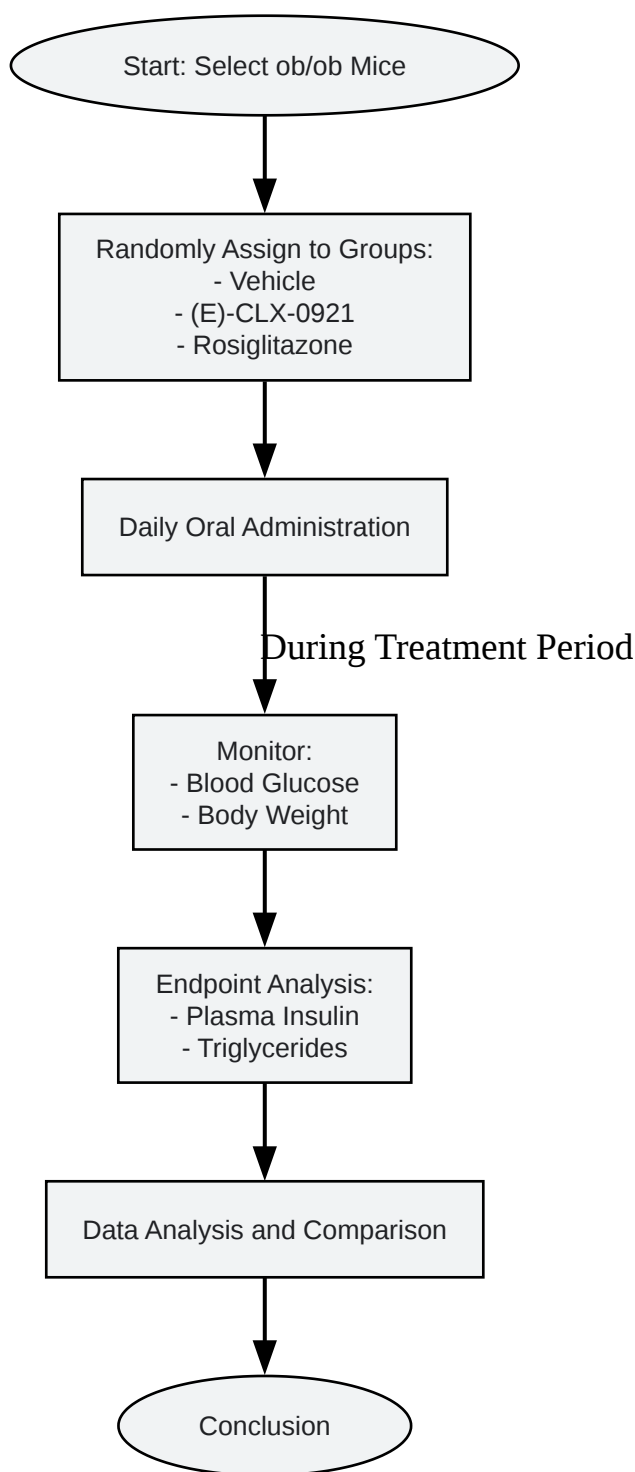 Start: Select ob/ob Mice
Randomly Assign to Groups:
- Vehicle
- (E)-CLX-0921
- Rosiglitazone
Daily Oral Administration
During Treatment Period
Monitor:
- Blood Glucose
- Body Weight
Endpoint Analysis:
- Plasma Insulin
- Triglycerides
Data Analysis and Comparison
Conclusion